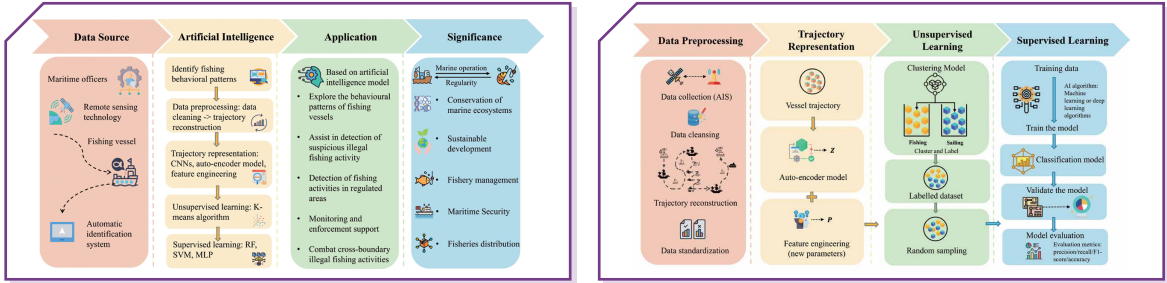 Data Source
Artificial Intelligence
Application
Significance
Maritime officers
Remote sensing
technology
Fishing vessel
Automatic
identification
system
Identify fishing
behavioral patterns
Data preprocessing: data
cleaning -> trajectory
reconstruction
Trajectory representation:
CNNs, auto-encoder model,
feature engineering
Unsupervised learning: K-
means algorithm
Supervised learning: RF,
SVM, MLP
Based on artificial
intelligence model
• Explore the behavioural
patterns of fishing
vessels
• Assist in detection of
suspicious illegal
fishing activity
• Detection of fishing
activities in regulated
areas
• Monitoring and
enforcement support
• Combat cross-boundary
illegal fishing activities
Marine operation
Regularity
• Conservation of
marine ecosystems
• Sustainable
development
• Fishery management
• Maritime Security
• Fisheries distribution
Data Preprocessing
Trajectory
Representation
Unsupervised
Learning
Supervised Learning
Data collection (AIS)
Data cleansing
Trajectory reconstruction
Data standardization
Vessel trajectory
Z
Auto-encoder model
P
Feature engineering
(new parameters)
Clustering Model
Fishing
Sailing
Cluster and Label
Labelled dataset
Random sampling
Training data
AI algorithm:
Machine
learning or deep
learning
algorithms
Train the model
Classification model
Validate the model
Model evaluation
Evaluation metrics:
precision/recall/F1-
score/accuracy